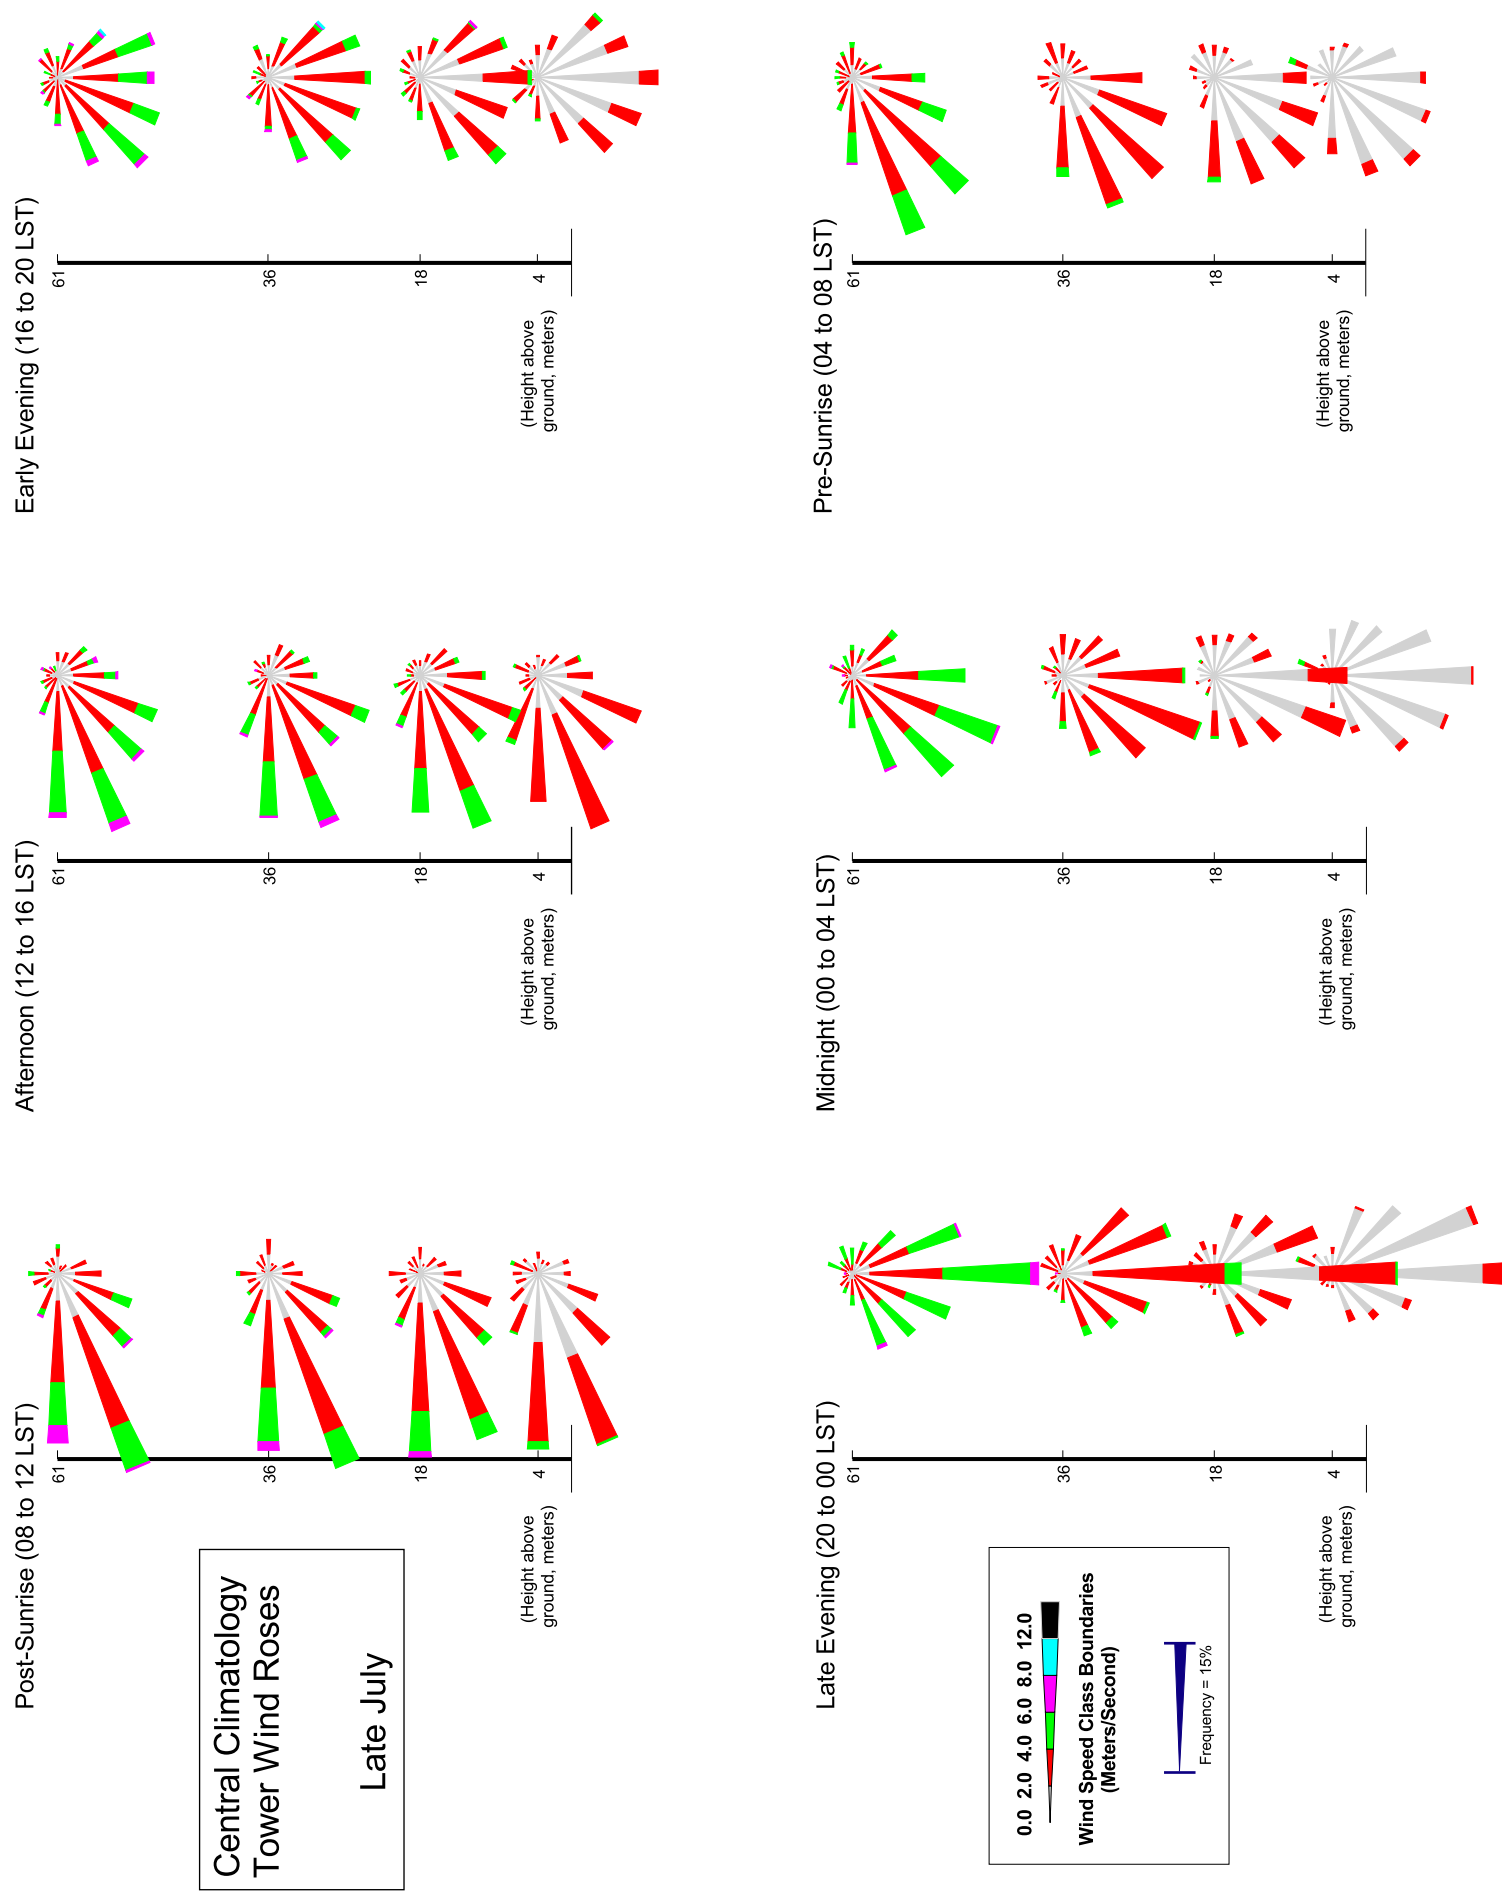 Central Climatology
Tower Wind Roses
Late July
Post-Sunrise (08 to 12 LST)
61
36
18
4
(Height above
ground, meters)
Afternoon (12 to 16 LST)
61
36
18
4
(Height above
ground, meters)
Early Evening (16 to 20 LST)
61
36
18
4
(Height above
ground, meters)
Late Evening (20 to 00 LST)
61
36
18
4
(Height above
ground, meters)
Midnight (00 to 04 LST)
61
36
18
4
(Height above
ground, meters)
Pre-Sunrise (04 to 08 LST)
61
36
18
4
(Height above
ground, meters)
0.0 2.0 4.0 6.0 8.0 12.0
Wind Speed Class Boundaries
(Meters/Second)
Frequency = 15%